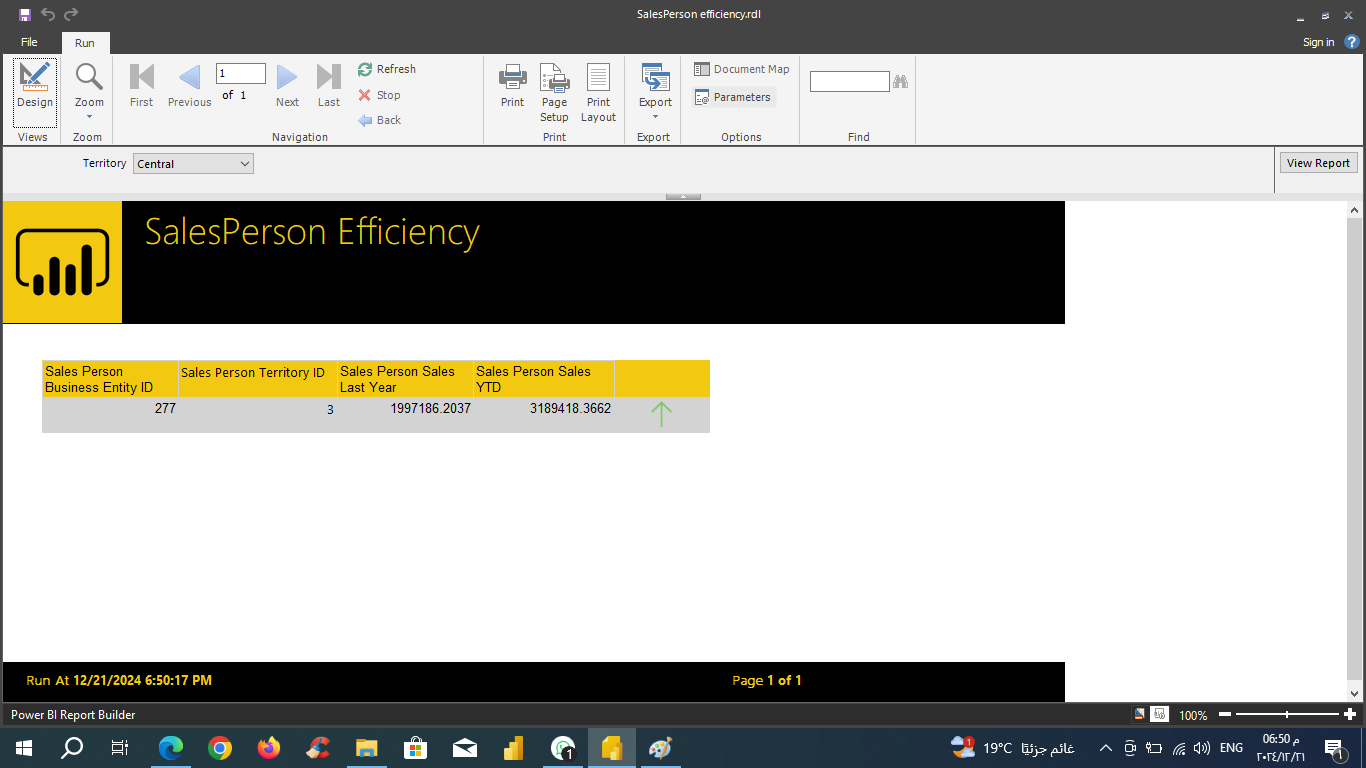 SalesPerson efficiency.rdl
File
Run
Sign in
Design
Views
Zoom
Zoom
First
Previous
1
of 1
Next
Last
Refresh
Stop
Back
Navigation
Print
Page
Setup
Print
Layout
Print
Export
Export
Document Map
Parameters
Options
Find
Territory
Central
View Report
SalesPerson Efficiency
Sales Person
Business Entity ID
Sales Person Territory ID
Sales Person Sales
Last Year
Sales Person Sales
YTD
277
3
1997186.2037
3189418.3662
Run At 12/21/2024 6:50:17 PM
Page 1 of 1
Power BI Report Builder
100%
1
1
19°C غائم جزئيًا
ENG
06:50 م
٢٠٢٤/١٢/٢١
1